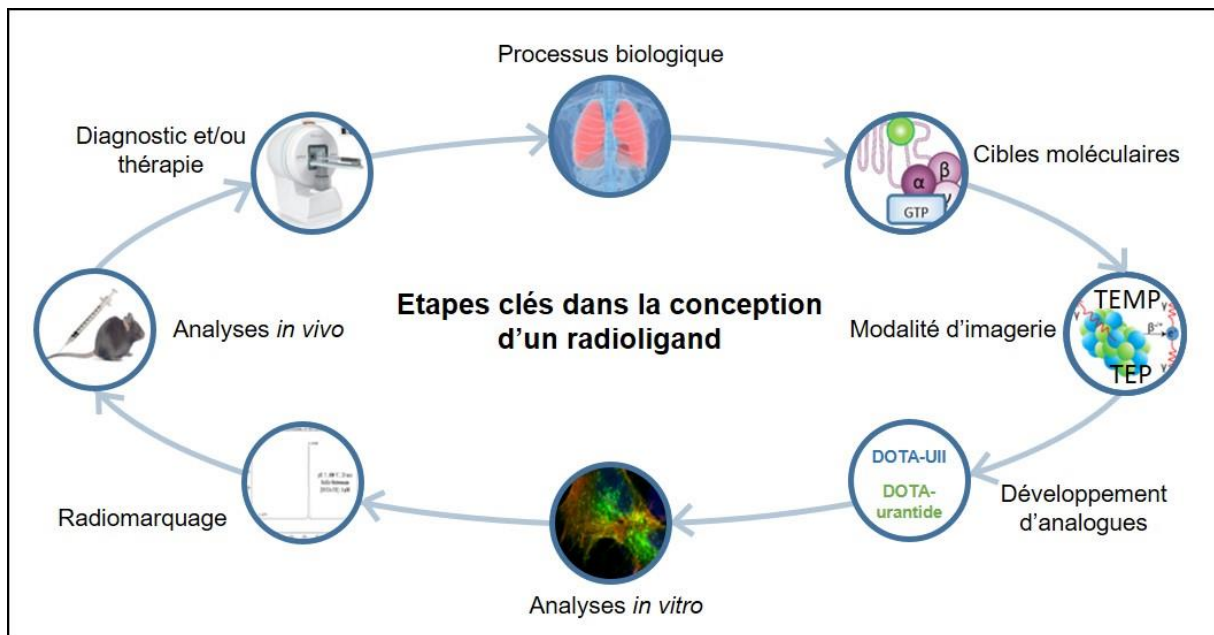 Processus biologique
Diagnostic et/ou
thérapie
Cibles moléculaires
α
β
γ
GTP
Etapes clés dans la conception
d’un radioligand
Analyses in vivo
Modalité d’imagerie
TEMP
γ
γ
TEP
DOTA-UII
DOTA-
urantide
Radiomarquage
Développement
d’analogues
Analyses in vitro